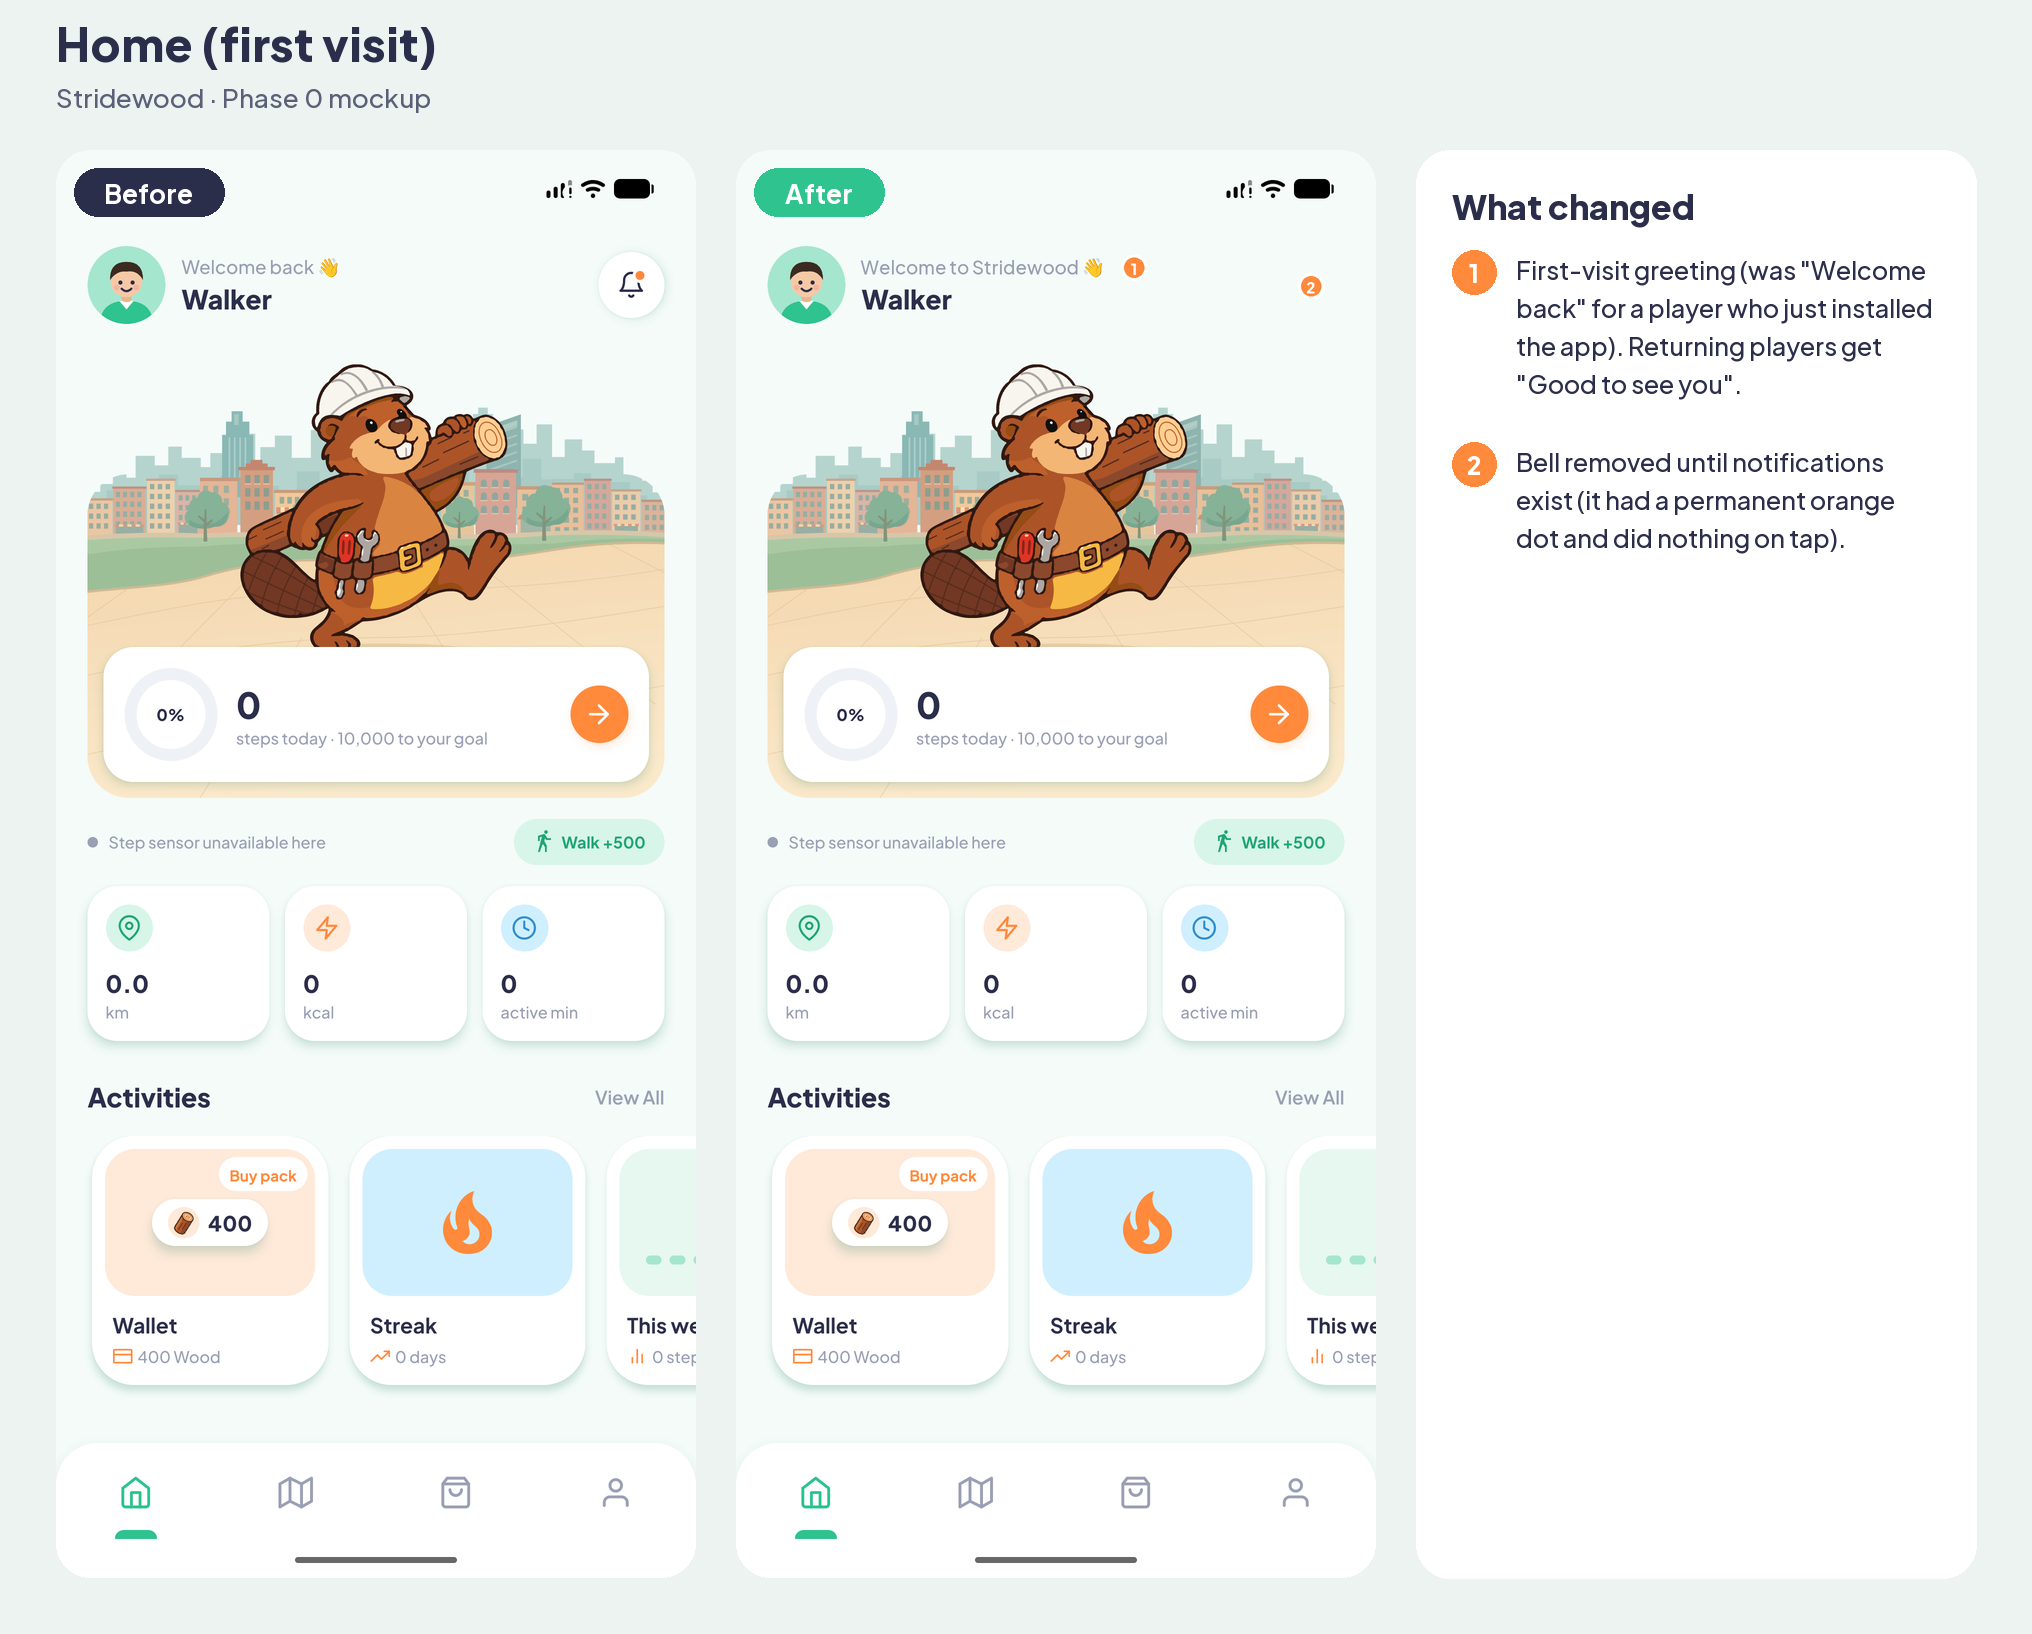 Home (first visit)
Stridewood · Phase 0 mockup
Before
Welcome back 👋
Walker
0%
0
steps today · 10,000 to your goal
Step sensor unavailable here
Walk +500
0.0
km
0
kcal
0
active min
Activities
View All
Buy pack
400
Wallet
400 Wood
Streak
0 days
This we
0 step
After
Welcome to Stridewood 👋
1
Walker
2
0%
0
steps today · 10,000 to your goal
Step sensor unavailable here
Walk +500
0.0
km
0
kcal
0
active min
Activities
View All
Buy pack
400
Wallet
400 Wood
Streak
0 days
This we
0 step
What changed
1
First-visit greeting (was "Welcome
back" for a player who just installed
the app). Returning players get
"Good to see you".
2
Bell removed until notifications
exist (it had a permanent orange
dot and did nothing on tap).